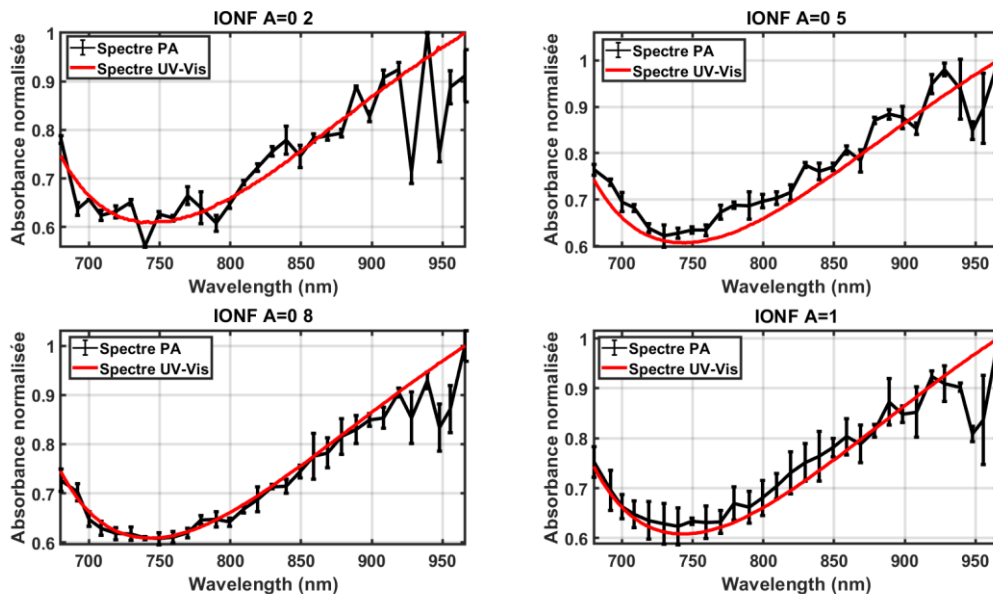 IONF A=0 2
Spectre PA
Spectre UV-Vis
Absorbance normalisée
1
0.9
0.8
0.7
0.6
700 750 800 850 900 950
Wavelength (nm)
IONF A=0 5
Spectre PA
Spectre UV-Vis
Absorbance normalisée
1
0.9
0.8
0.7
0.6
700 750 800 850 900 950
Wavelength (nm)
IONF A=0 8
Spectre PA
Spectre UV-Vis
Absorbance normalisée
1
0.9
0.8
0.7
0.6
700 750 800 850 900 950
Wavelength (nm)
IONF A=1
Spectre PA
Spectre UV-Vis
Absorbance normalisée
1
0.9
0.8
0.7
0.6
700 750 800 850 900 950
Wavelength (nm)